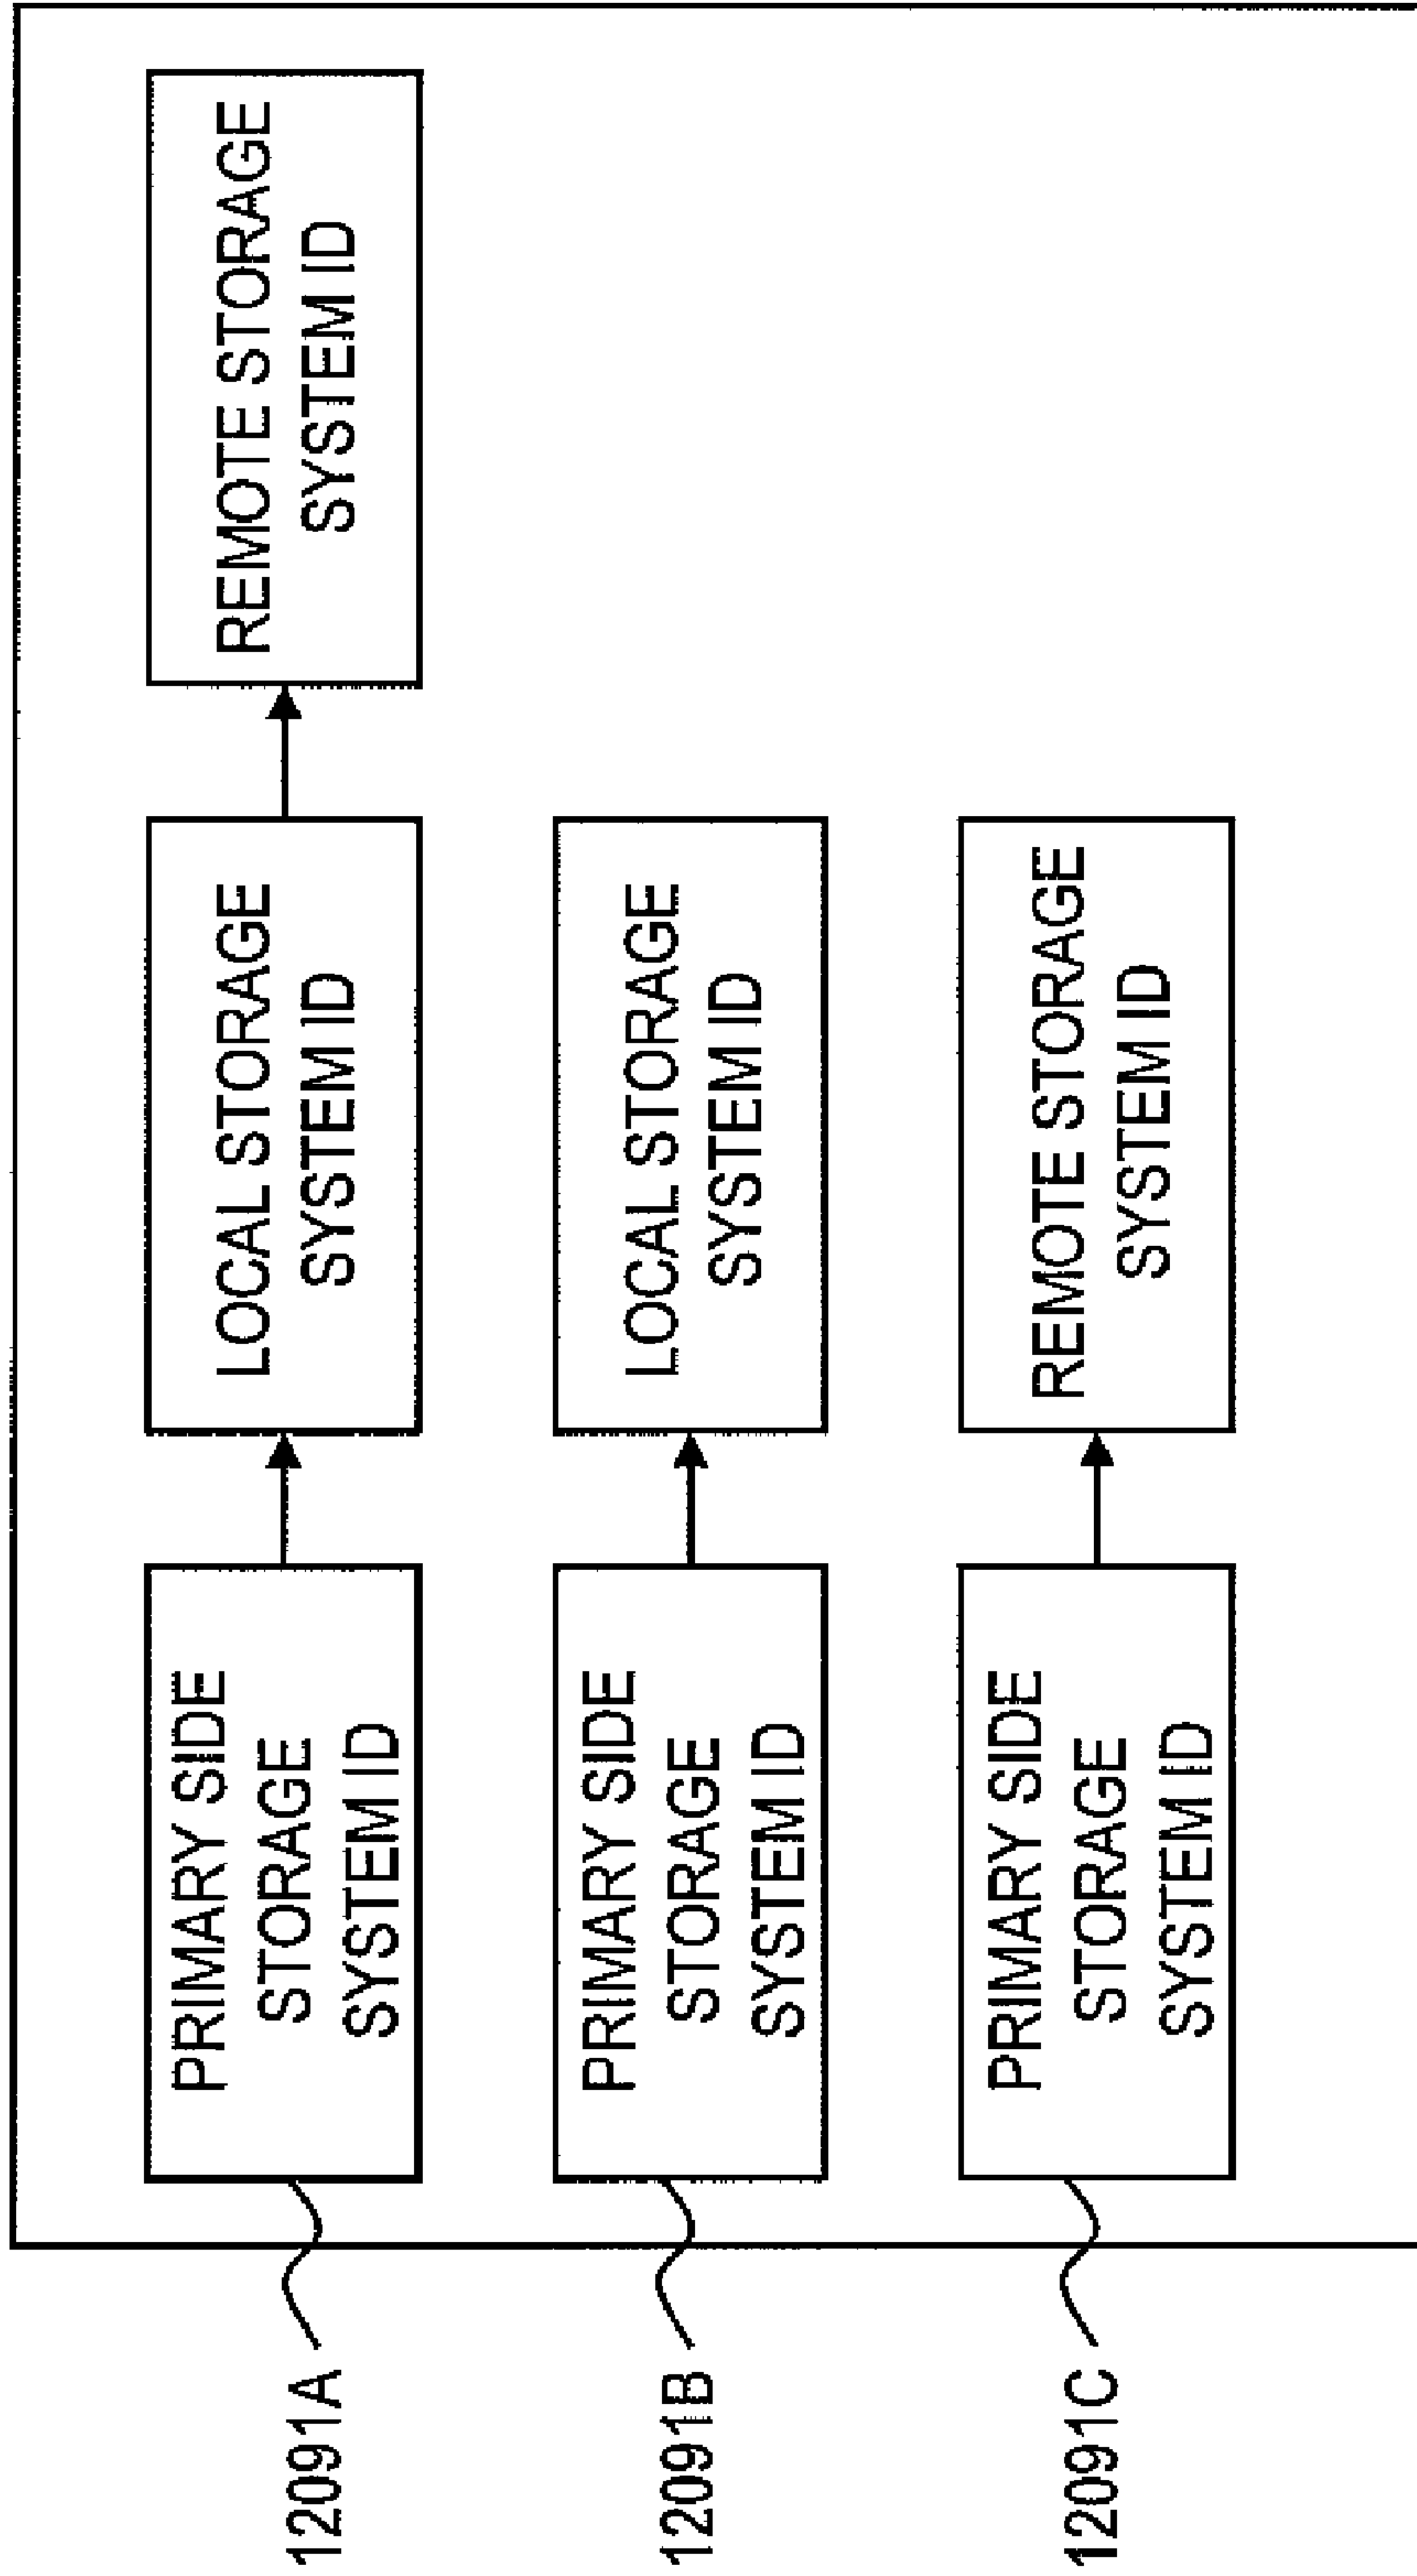 12091A
PRIMARY SIDE
STORAGE
SYSTEM ID
LOCAL STORAGE
SYSTEM ID
REMOTE STORAGE
SYSTEM ID
12091B
PRIMARY SIDE
STORAGE
SYSTEM ID
LOCAL STORAGE
SYSTEM ID
12091C
PRIMARY SIDE
STORAGE
SYSTEM ID
REMOTE STORAGE
SYSTEM ID